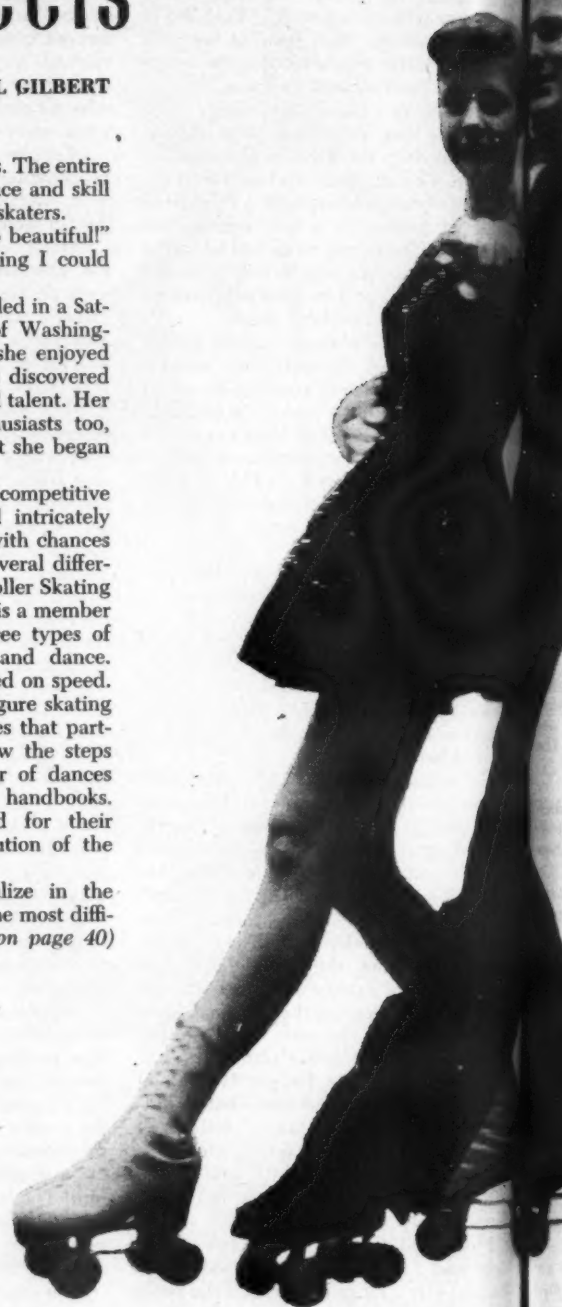 L GILBERT
s. The entire
ce and skill
skaters.
beautiful!"
ing I could
led in a Sat-
of Washing-
she enjoyed
discovered
l talent. Her
usiasts too,
t she began
competitive
l intricately
with chances
veral differ-
oller Skating
is a member
ee types of
and dance.
ed on speed.
gure skating
es that part-
w the steps
r of dances
handbooks.
d for their
ation of the
lize in the
he most diffi-
on page 40)